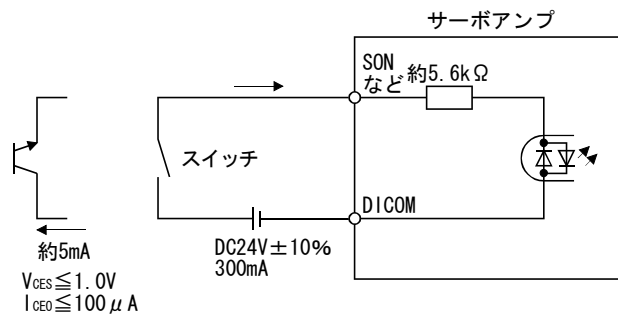 サーボアンプ
SON
など
約5.6kΩ
スイッチ
DICOM
約5mA
DC24V±10%
300mA
VCES≦1.0V
ICEO≦100μA